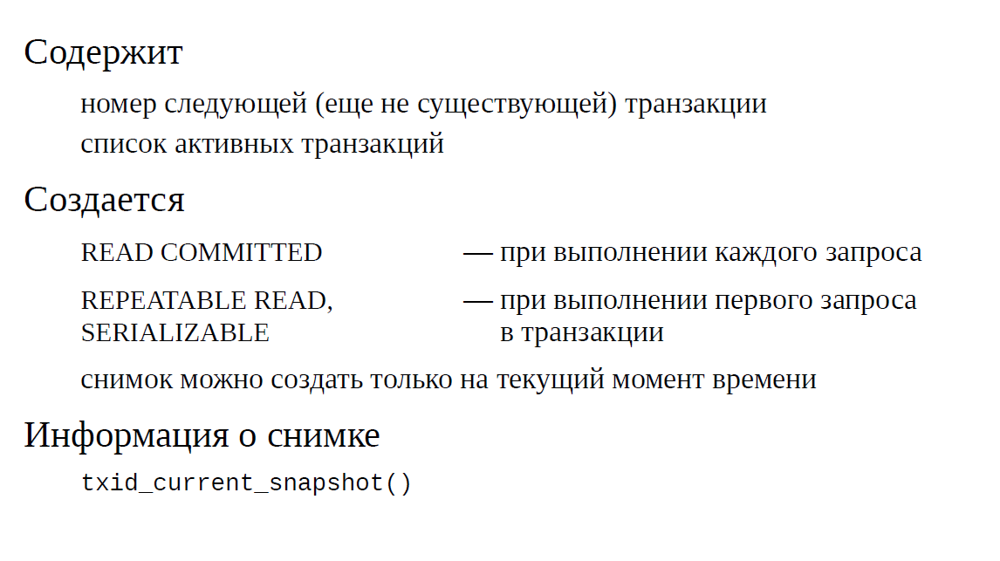 Содержит
номер следующей (еще не существующей) транзакции
список активных транзакций
Создается
READ COMMITTED — при выполнении каждого запроса
REPEATABLE READ, — при выполнении первого запроса
SERIALIZABLE в транзакции
снимок можно создать только на текущий момент времени
Информация о снимке
txid_current_snapshot()